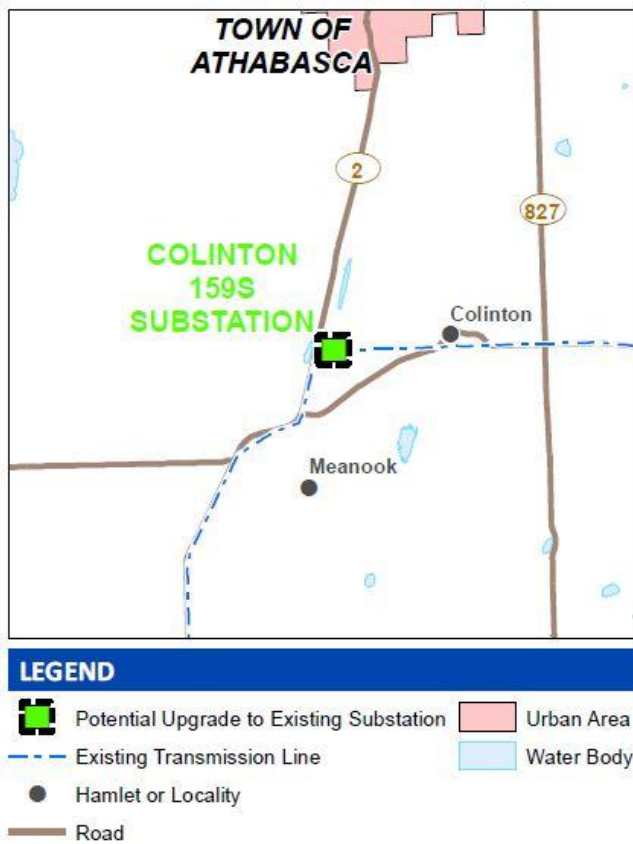 TOWN OF
ATHABASCA
2
827
COLINTON
159S
SUBSTATION
Colinton
Meanook
LEGEND
Potential Upgrade to Existing Substation
Urban Area
Existing Transmission Line
Water Body
Hamlet or Locality
Road